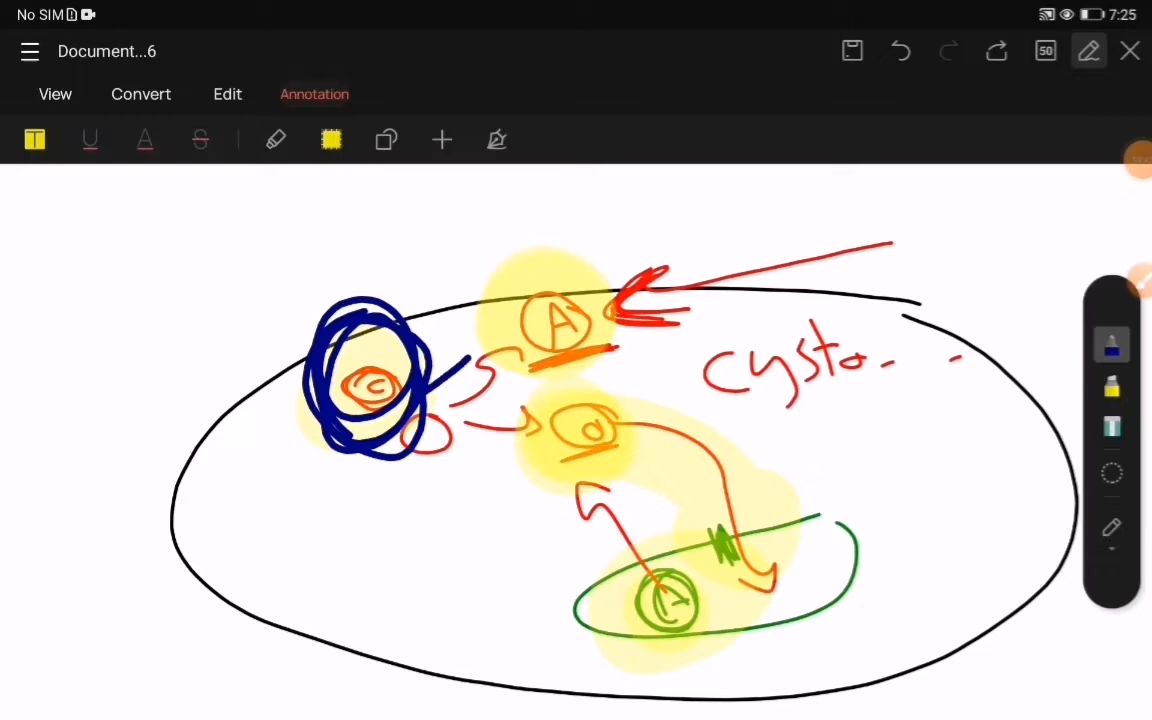 No SIM 7:25
Document...6
50
View Convert Edit Annotation
T U A S
A
C
cysto. -
a